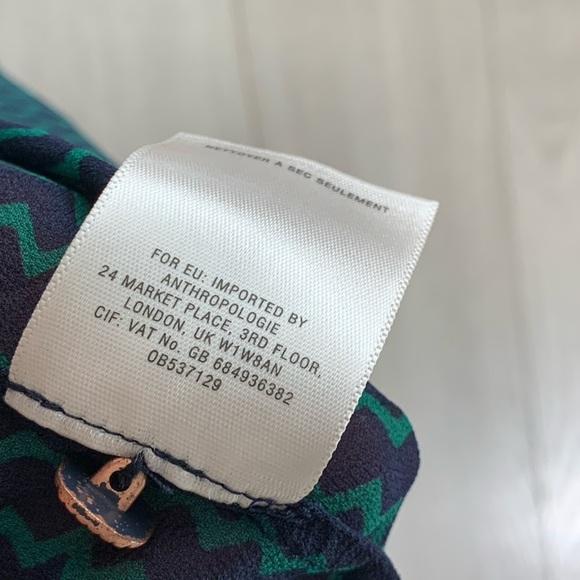 NETTOYER A SEC SEULEMENT
FOR EU: IMPORTED BY
ANTHROPOLOGIE
24 MARKET PLACE, 3RD FLOOR,
LONDON, UK W1W8AN
CIF: VAT No. GB 684936382
OB537129